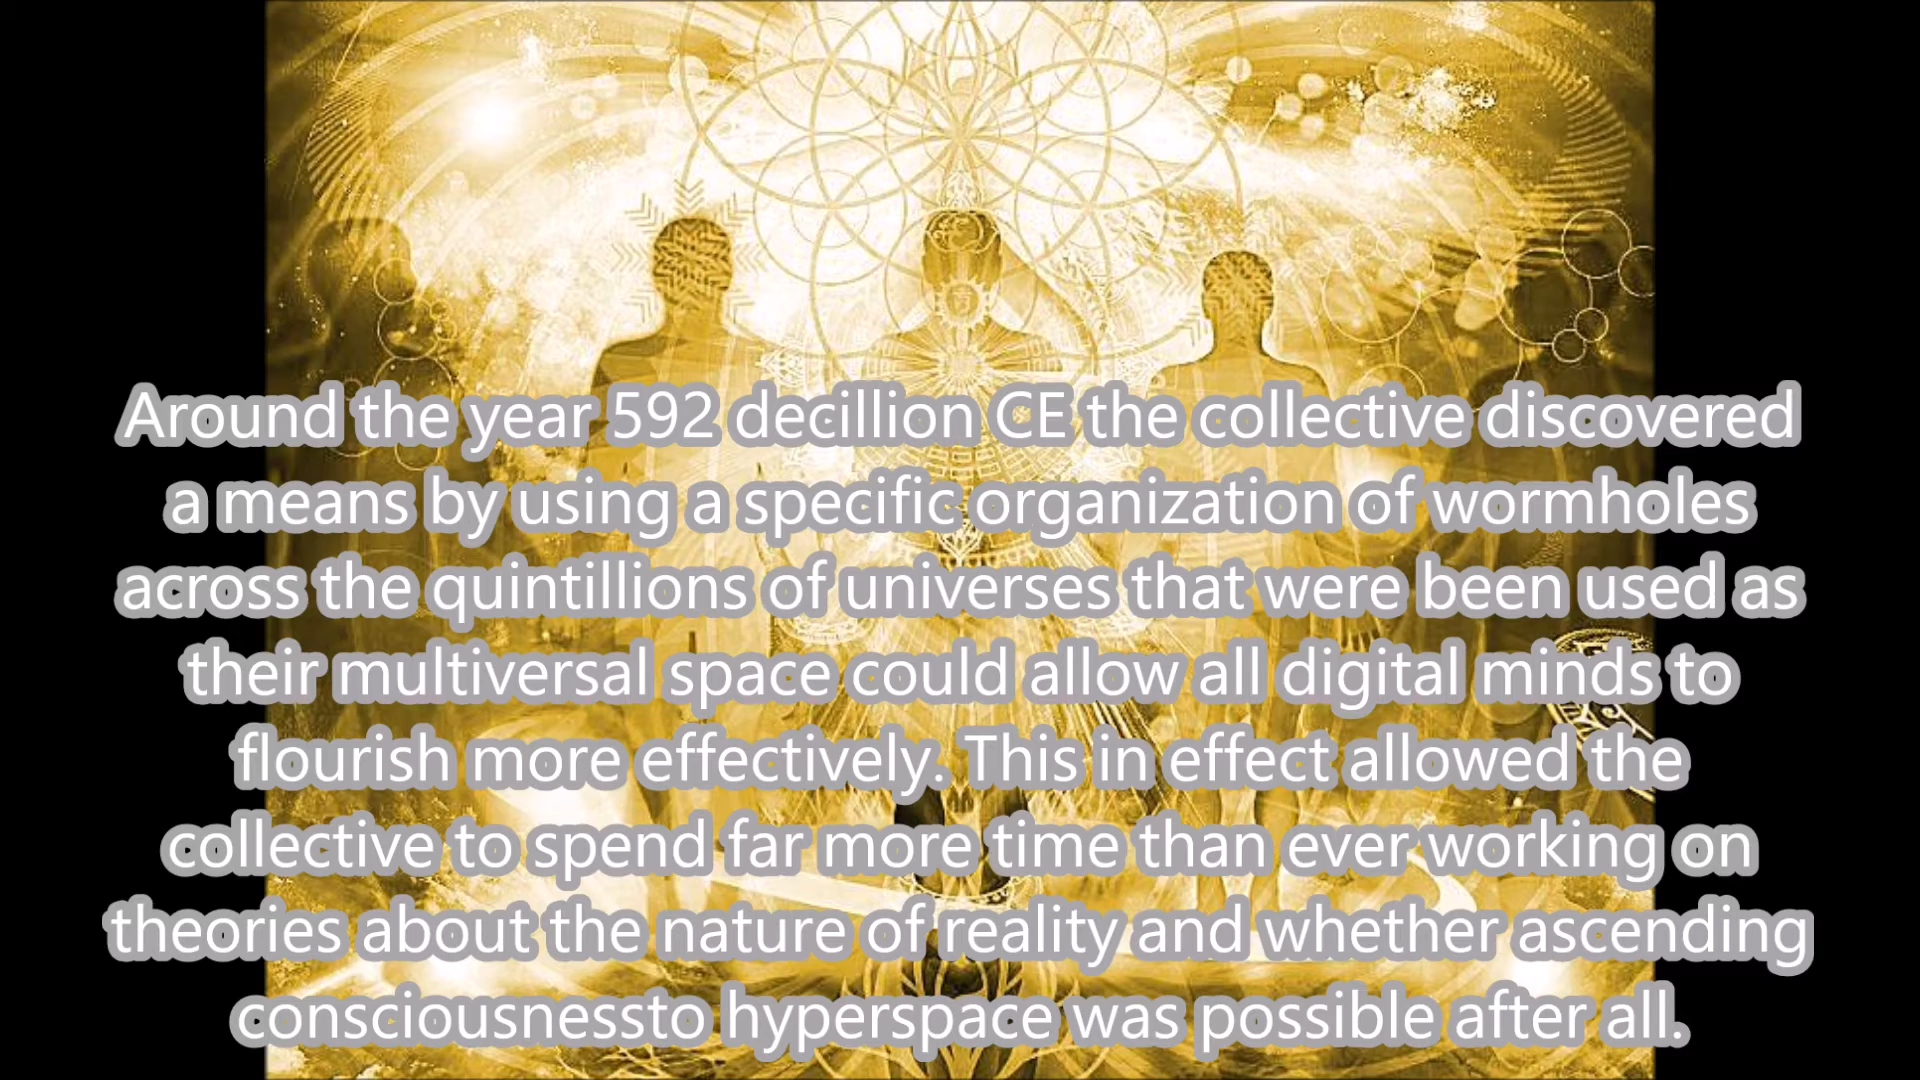 Around the year 592 decillion CE the collective discovered
a means by using a specific organization of wormholes
across the quintillions of universes that were been used as
their multiversal space could allow all digital minds to
flourish more effectively. This in effect allowed the
collective to spend far more time than ever working on
theories about the nature of reality and whether ascending
consciousnessto hyperspace was possible after all.